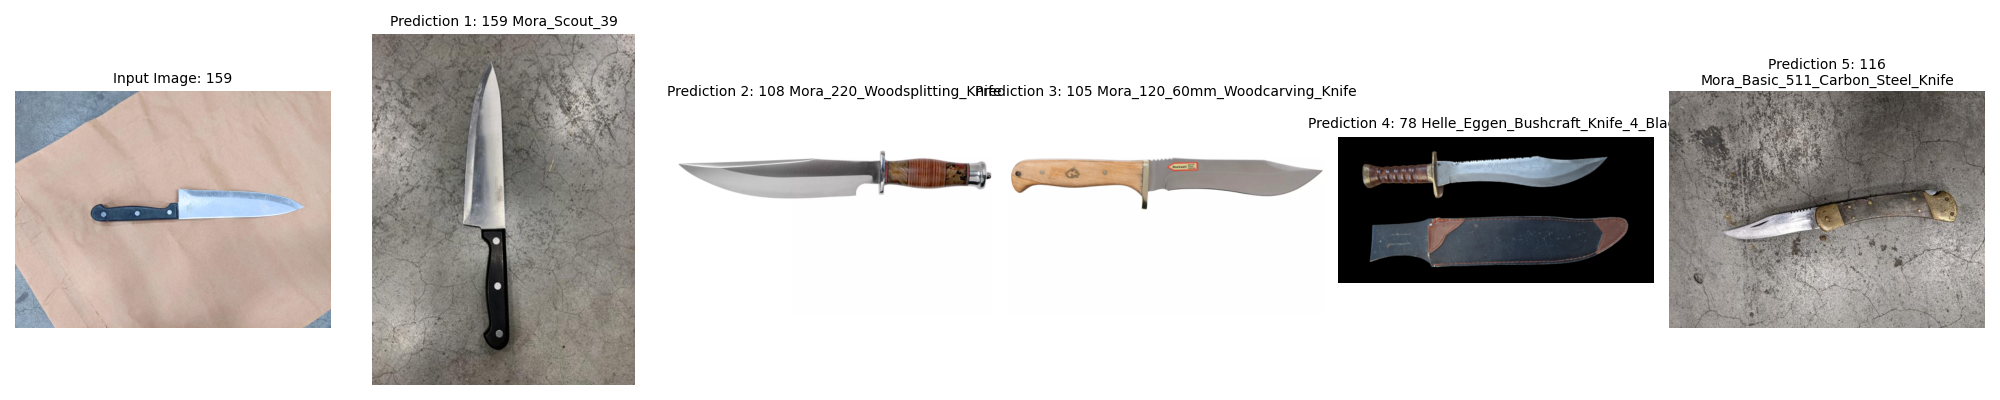 Input Image: 159
Prediction 1: 159 Mora_Scout_39
Prediction 2: 108 Mora_220_Woodsplitting_Knife
Prediction 3: 105 Mora_120_60mm_Woodcarving_Knife
Prediction 4: 78 Helle_Eggen_Bushcraft_Knife_4_Bla
Prediction 5: 116
Mora_Basic_511_Carbon_Steel_Knife